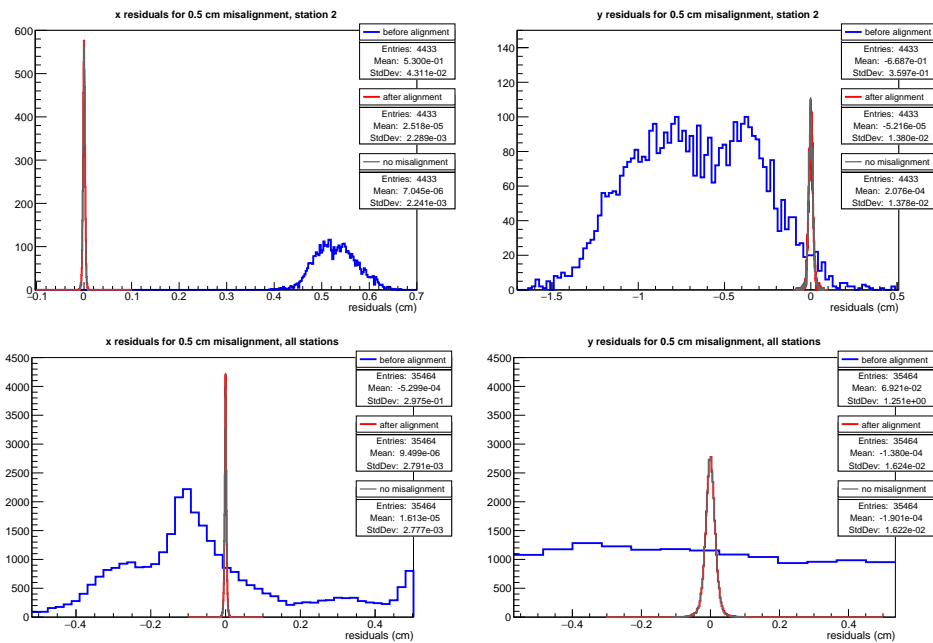 x residuals for 0.5 cm misalignment, station 2
600
500
400
300
200
100
0
−0.1 0 0.1 0.2 0.3 0.4 0.5 0.6 0.7
residuals (cm)
before alignment
Entries: 4433
Mean: 5.300e-01
StdDev: 4.311e-02
after alignment
Entries: 4433
Mean: 2.518e-05
StdDev: 2.289e-03
no misalignment
Entries: 4433
Mean: 7.045e-06
StdDev: 2.241e-03
y residuals for 0.5 cm misalignment, station 2
140
120
100
80
60
40
20
0
−1.5 −1 −0.5 0 0.5
residuals (cm)
before alignment
Entries: 4433
Mean: -6.687e-01
StdDev: 3.597e-01
after alignment
Entries: 4433
Mean: -5.216e-05
StdDev: 1.380e-02
no misalignment
Entries: 4433
Mean: 2.076e-04
StdDev: 1.378e-02
x residuals for 0.5 cm misalignment, all stations
4500
4000
3500
3000
2500
2000
1500
1000
500
0
−0.4 −0.2 0 0.2 0.4
residuals (cm)
before alignment
Entries: 35464
Mean: -5.299e-04
StdDev: 2.975e-01
after alignment
Entries: 35464
Mean: 9.499e-06
StdDev: 2.791e-03
no misalignment
Entries: 35464
Mean: 1.613e-05
StdDev: 2.777e-03
y residuals for 0.5 cm misalignment, all stations
4500
4000
3500
3000
2500
2000
1500
1000
500
0
−0.4 −0.2 0 0.2 0.4
residuals (cm)
before alignment
Entries: 35464
Mean: 6.921e-02
StdDev: 1.251e+00
after alignment
Entries: 35464
Mean: -1.380e-04
StdDev: 1.624e-02
no misalignment
Entries: 35464
Mean: -1.901e-04
StdDev: 1.622e-02